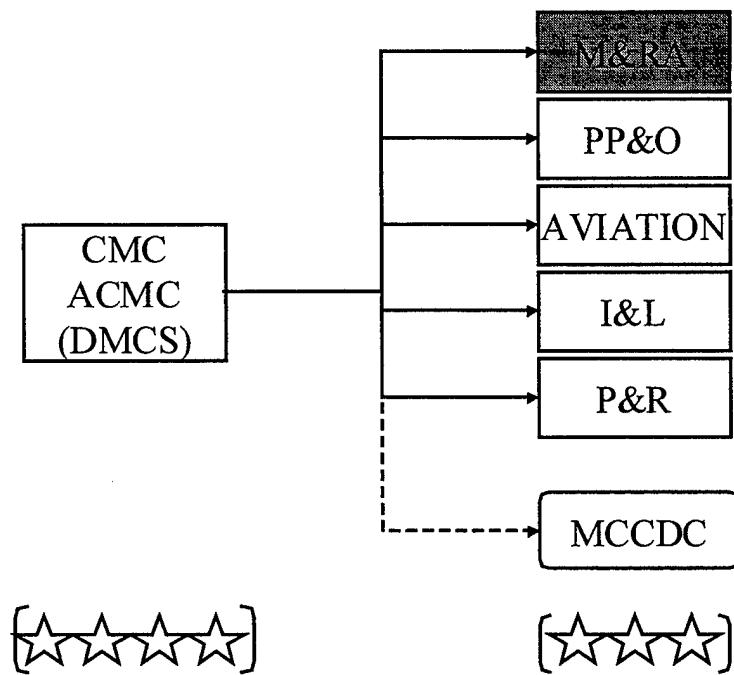 M&RA
PP&O
AVIATION
CMC
ACMC
(DMCS)
I&L
P&R
MCCDC